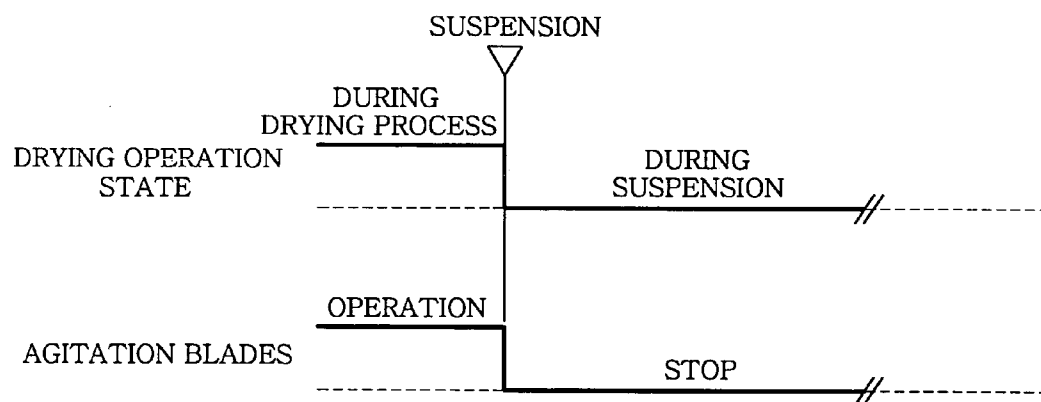 SUSPENSION
DURING
DRYING PROCESS
DRYING OPERATION
STATE
DURING
SUSPENSION
OPERATION
AGITATION BLADES
STOP